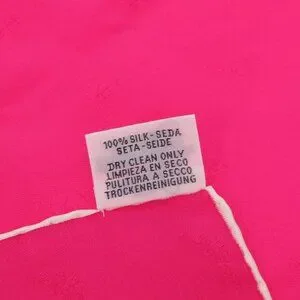 100% SILK-SEDA
SETA-SEIDE
DRY CLEAN ONLY
LIMPIEZA EN SECO
PULITURA A SECCO
TROCKENREINIGUNG